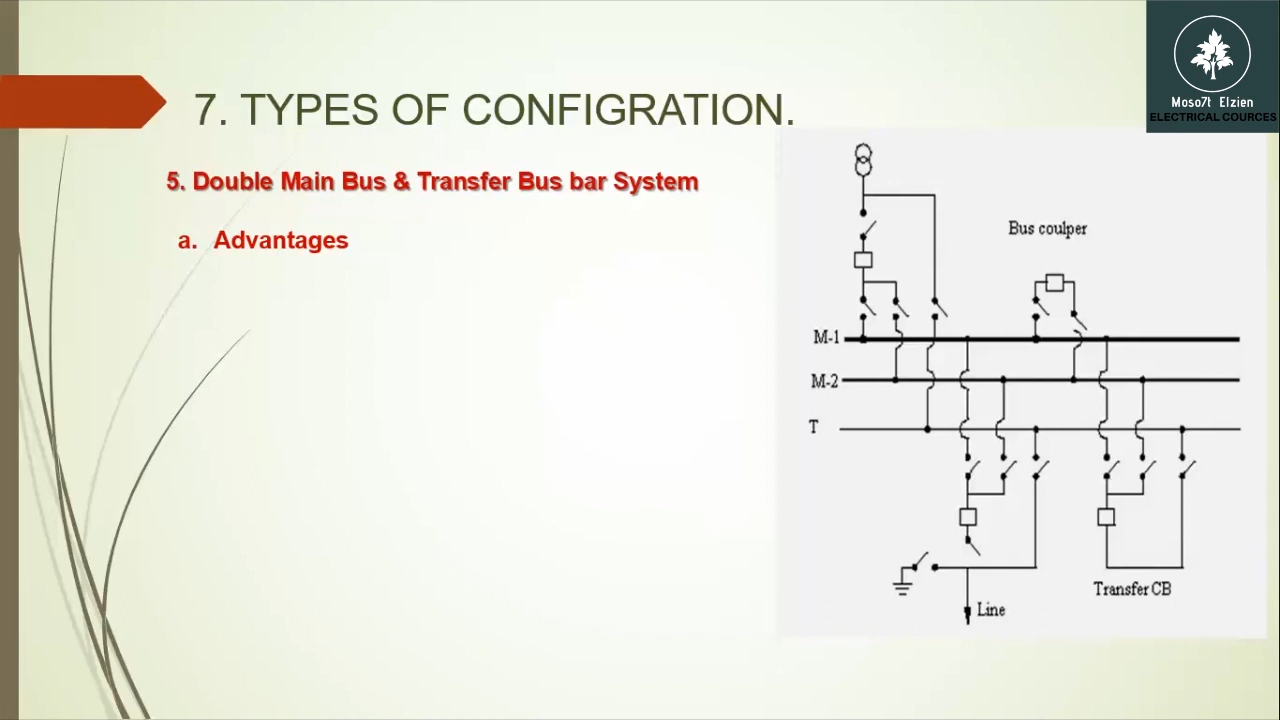 Moso7t Elzien
ELECTRICAL COURCES
7. TYPES OF CONFIGRATION.
5. Double Main Bus & Transfer Bus bar System
a. Advantages
Bus coulper
M-1
M-2
T
Transfer CB
Line